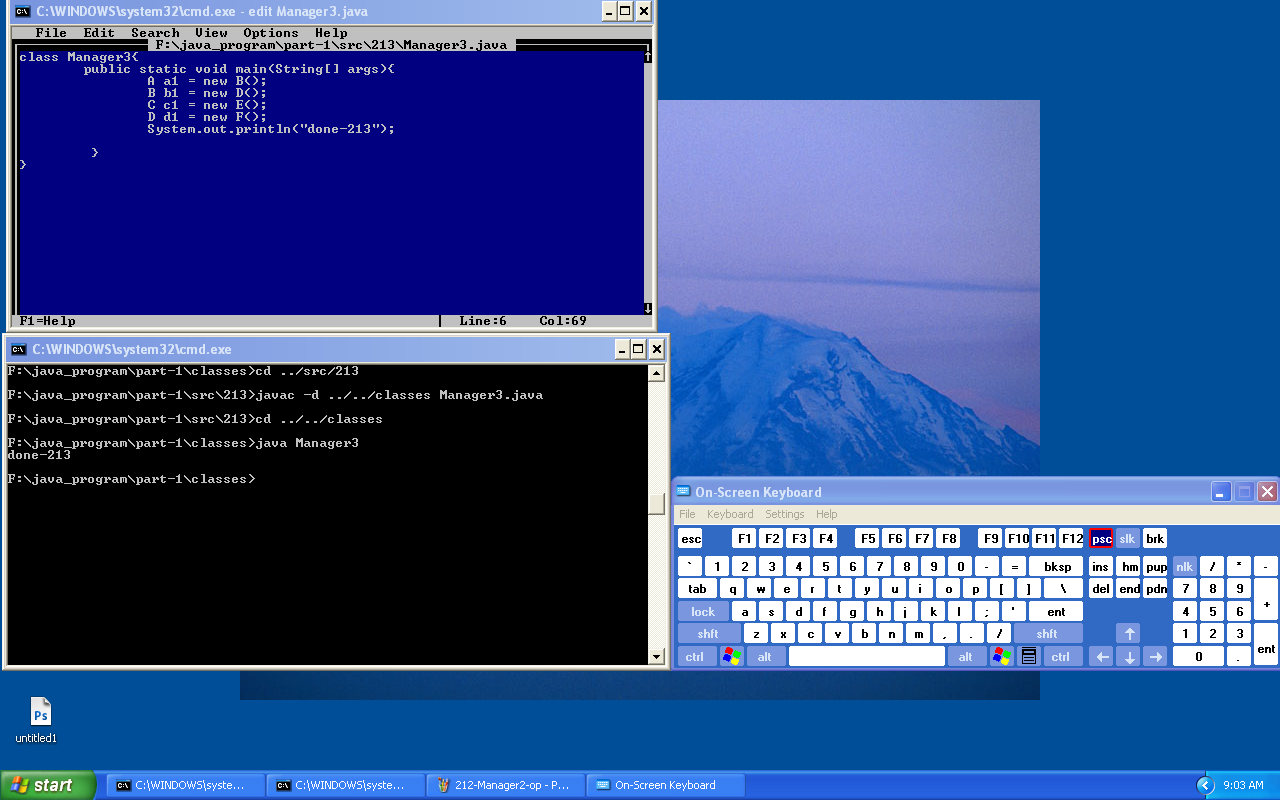 C:\WINDOWS\system32\cmd.exe - edit Manager3.java
File Edit Search View Options Help
F:\java_program\part-1\src\213\Manager3.java
class Manager3{
public static void main(String[] args){
A a1 = new B();
B b1 = new D();
C c1 = new E();
D d1 = new F();
System.out.println("done-213");
}
}
F1=Help Line:6 Col:69
C:\WINDOWS\system32\cmd.exe
F:\java_program\part-1\classes>cd ../src/213
F:\java_program\part-1\src\213>javac -d ../../classes Manager3.java
F:\java_program\part-1\src\213>cd ../../classes
F:\java_program\part-1\classes>java Manager3
done-213
F:\java_program\part-1\classes>
On-Screen Keyboard
File Keyboard Settings Help
esc F1 F2 F3 F4 F5 F6 F7 F8 F9 F10 F11 F12 psc slk brk
` 1 2 3 4 5 6 7 8 9 0 - = bksp ins hm pup nlk / * -
tab q w e r t y u i o p [ ] \ del end pdn 7 8 9 +
lock a s d f g h j k l ; ' ent 4 5 6
shft z x c v b n m , . / shft ↑ 1 2 3 ent
ctrl alt alt ctrl ← ↓ → 0 .
Ps
untitled1
start C:\WINDOWS\syste... C:\WINDOWS\syste... 212-Manager2-op - P... On-Screen Keyboard 9:03 AM